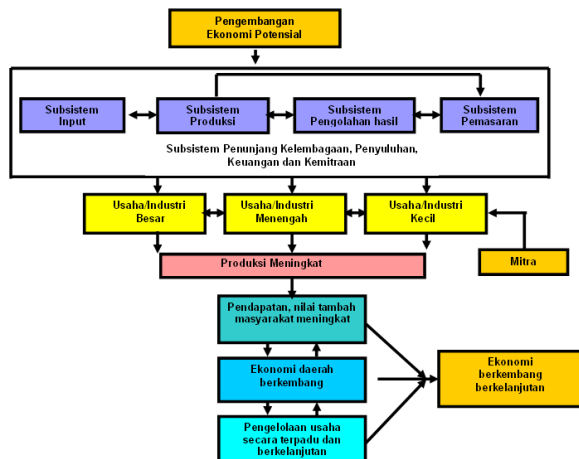 Pengembangan
Ekonomi Potensial
Subsistem
Input
Subsistem
Produksi
Subsistem
Pengolahan hasil
Subsistem
Pemasaran
Subsistem Penunjang Kelembagaan, Penyuluhan,
Keuangan dan Kemitraan
Usaha/Industri
Besar
Usaha/Industri
Menengah
Usaha/Industri
Kecil
Produksi Meningkat
Mitra
Pendapatan, nilai tambah
masyarakat meningkat
Ekonomi daerah
berkembang
Ekonomi
berkembang
berkelanjutan
Pengelolaan usaha
secara terpadu dan
berkelanjutan